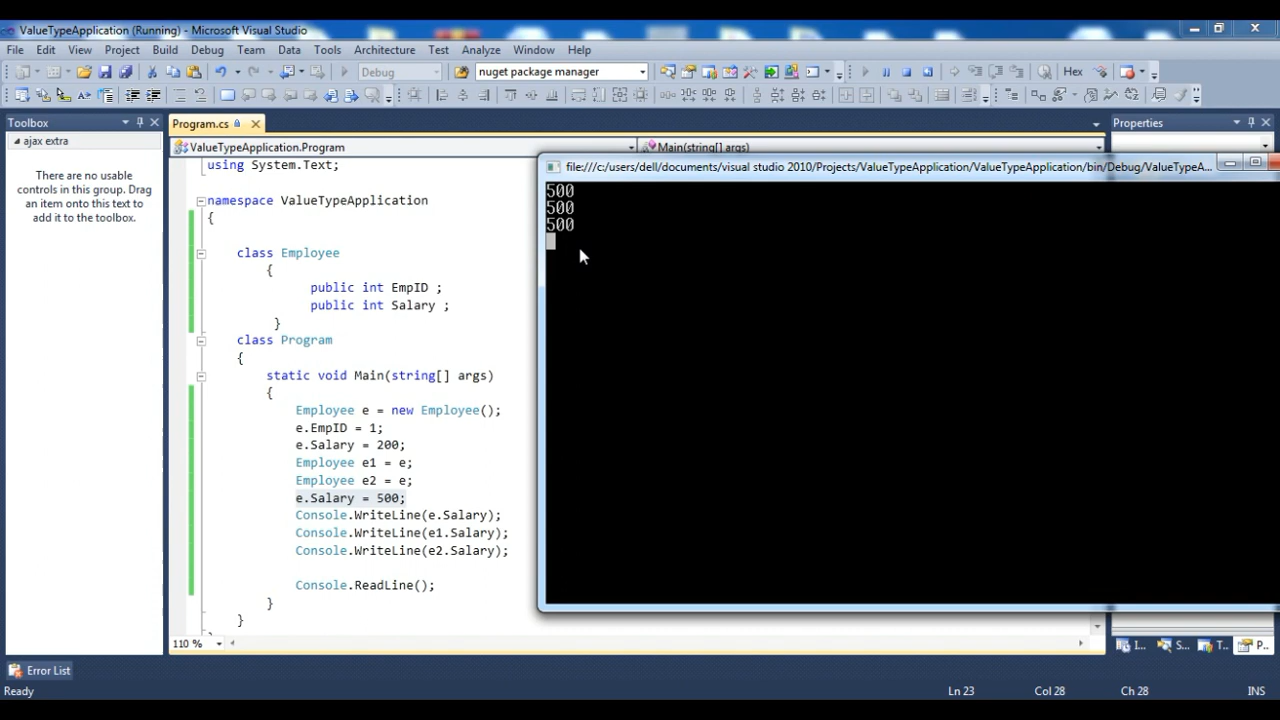 ValueTypeApplication (Running) - Microsoft Visual Studio
File Edit View Project Build Debug Team Data Tools Architecture Test Analyze Window Help
Debug nuget package manager Hex
Toolbox
ajax extra
There are no usable
controls in this group. Drag
an item onto this text to
add it to the toolbox.
Program.cs
ValueTypeApplication.Program
Main(string[] args)
using System.Text;
namespace ValueTypeApplication
{
class Employee
{
public int EmpID ;
public int Salary ;
}
class Program
{
static void Main(string[] args)
{
Employee e = new Employee();
e.EmpID = 1;
e.Salary = 200;
Employee e1 = e;
Employee e2 = e;
e.Salary = 500;
Console.WriteLine(e.Salary);
Console.WriteLine(e1.Salary);
Console.WriteLine(e2.Salary);
Console.ReadLine();
}
}
110 %
file:///c:/users/dell/documents/visual studio 2010/Projects/ValueTypeApplication/ValueTypeApplication/bin/Debug/ValueTypeA...
500
500
500
Properties
I... S... T... P...
Error List
Ready Ln 23 Col 28 Ch 28 INS